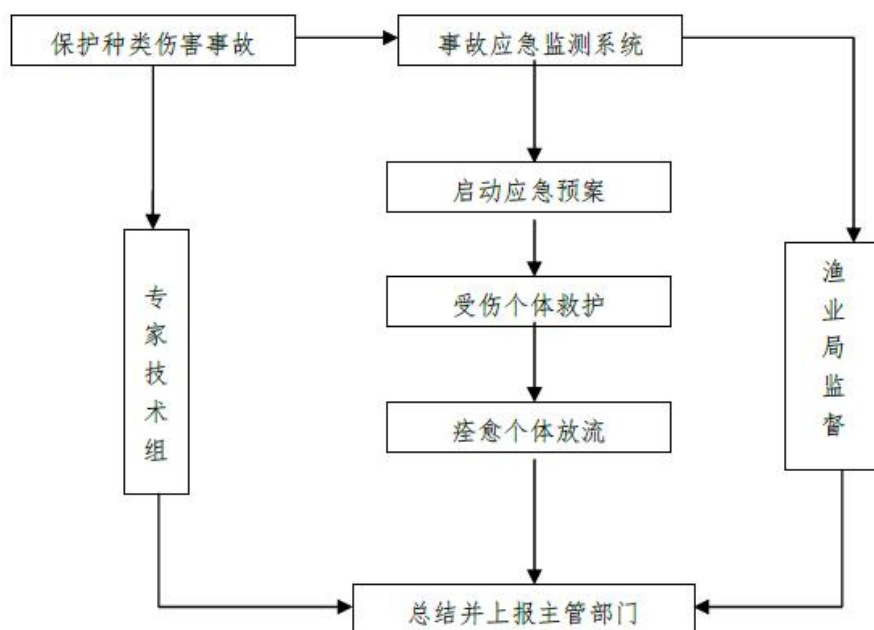 保护种类伤害事故
事故应急监测系统
启动应急预案
受伤个体救护
痊愈个体放流
专家技术组
渔业局监督
总结并上报主管部门